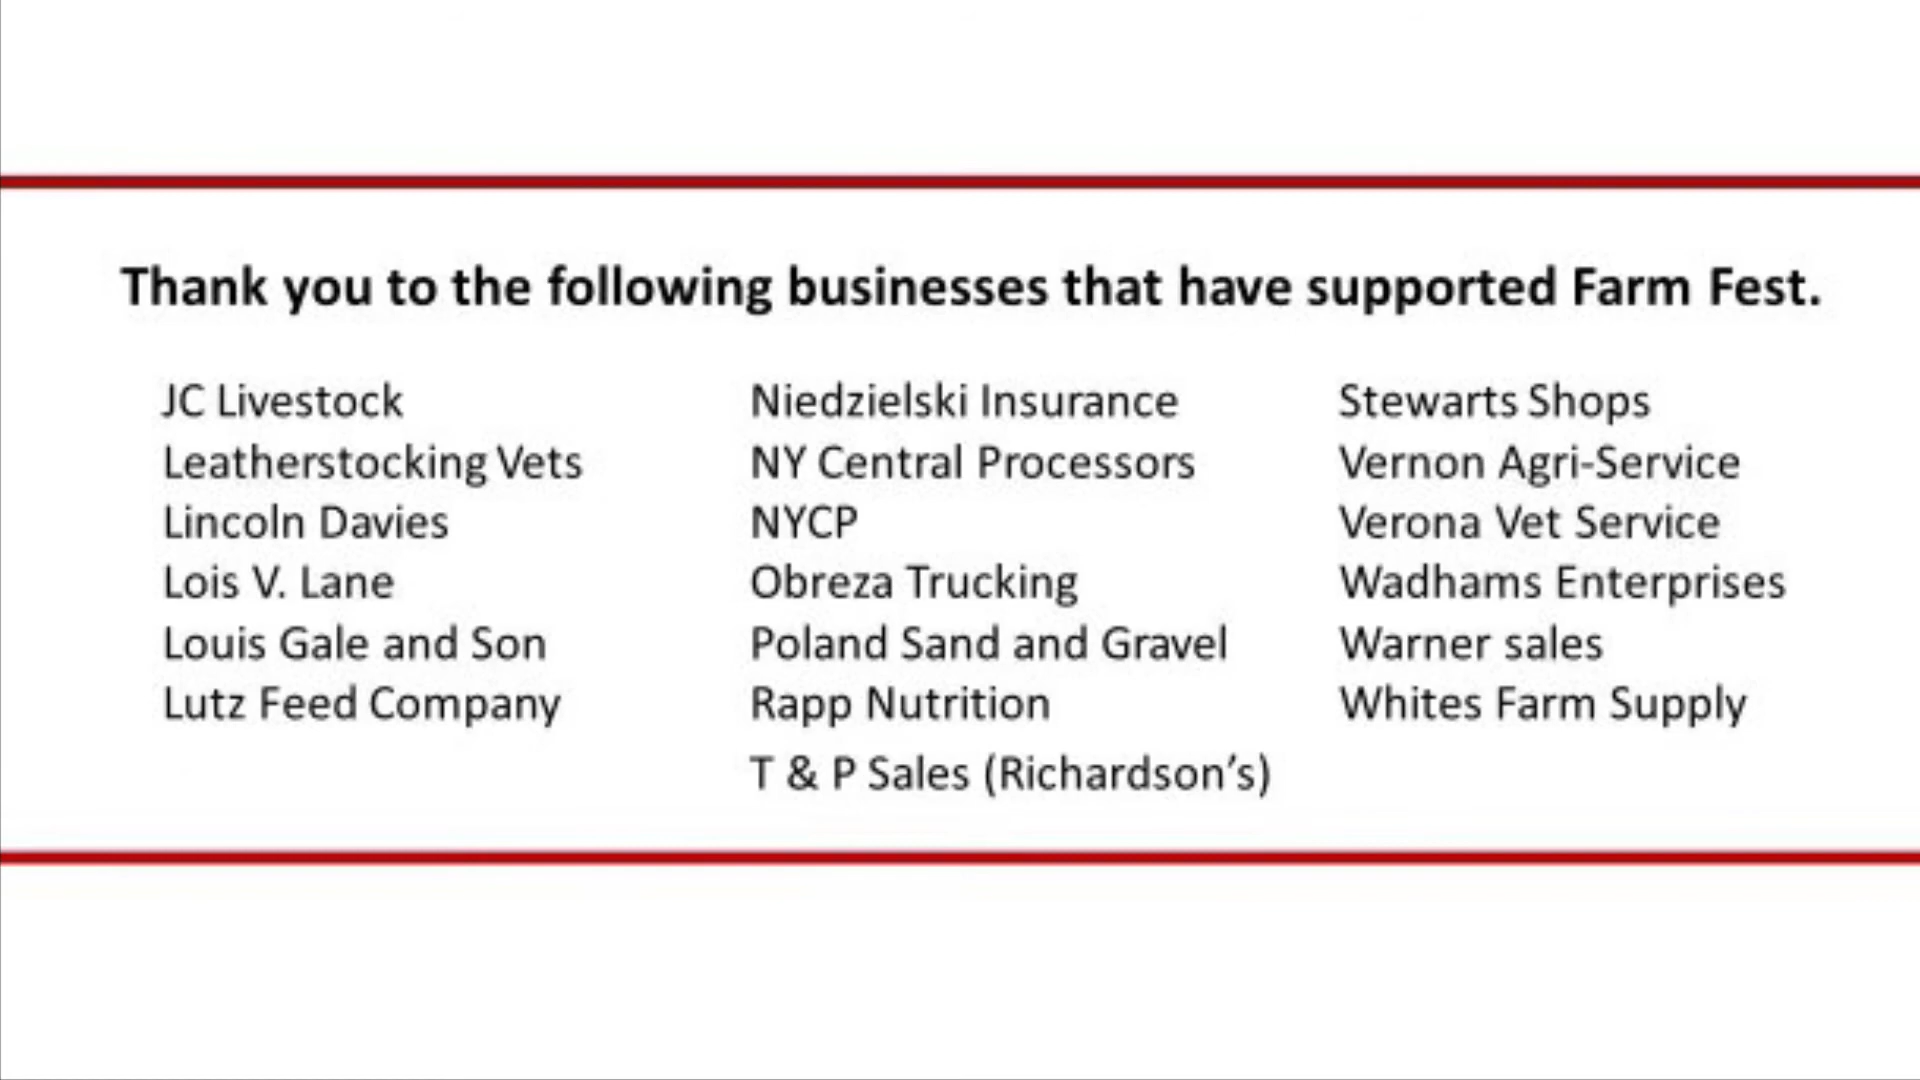 Thank you to the following businesses that have supported Farm Fest.
JC Livestock
Leatherstocking Vets
Lincoln Davies
Lois V. Lane
Louis Gale and Son
Lutz Feed Company
Niedzielski Insurance
NY Central Processors
NYCP
Obreza Trucking
Poland Sand and Gravel
Rapp Nutrition
T & P Sales (Richardson’s)
Stewarts Shops
Vernon Agri-Service
Verona Vet Service
Wadhams Enterprises
Warner sales
Whites Farm Supply